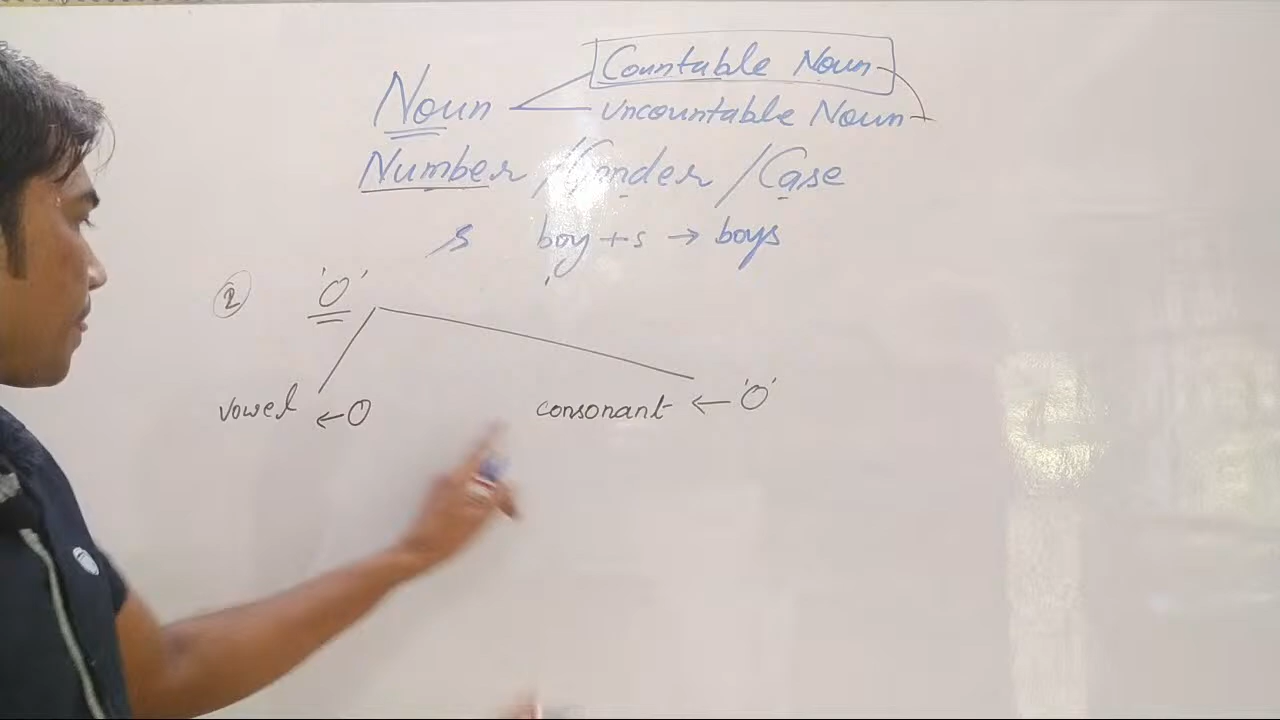 Countable Noun
Noun
Uncountable Noun
Number / Gender / Case
s boy + s → boys
② 'O'
vowel ← O consonant ← 'O'